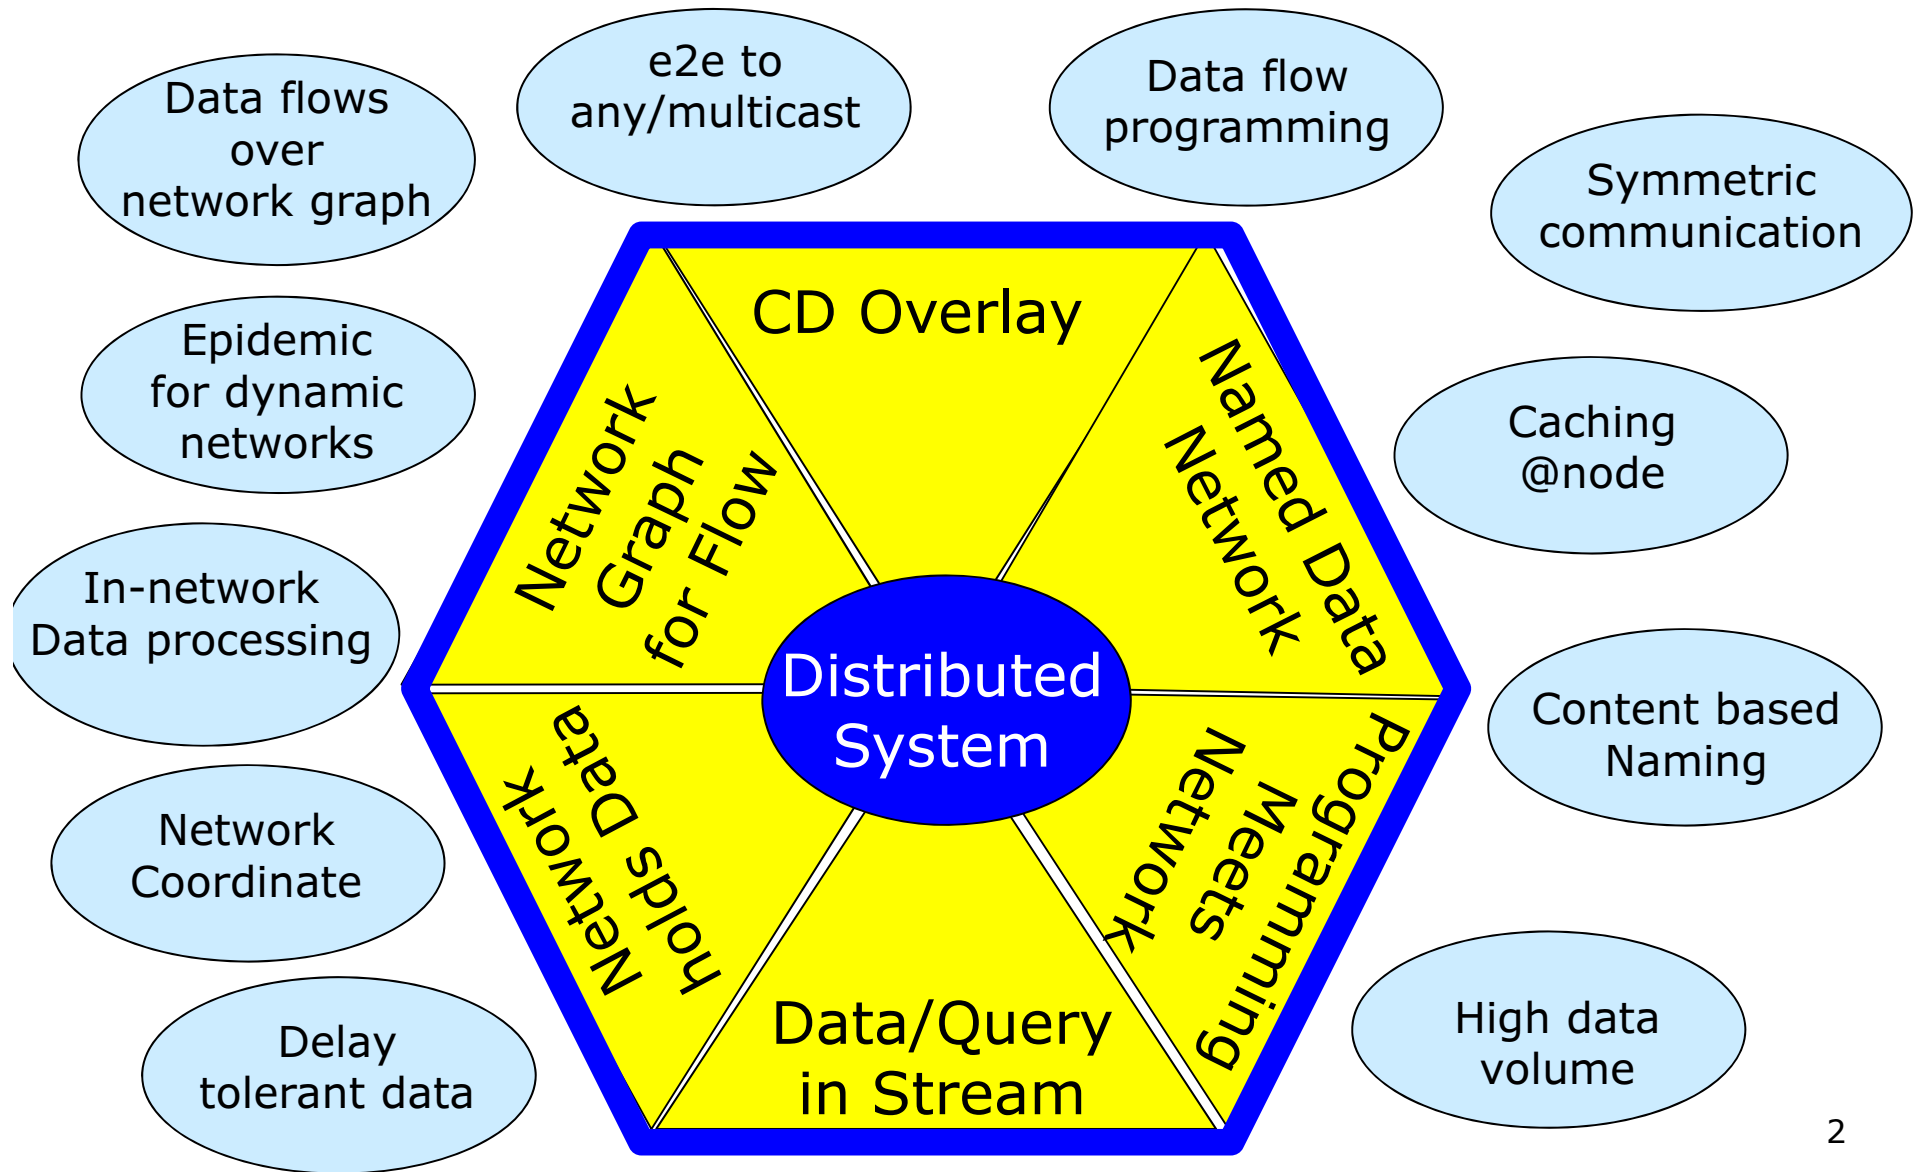 e2e to
any/multicast
Data flow
programming
Data flows
over
network graph
Symmetric
communication
CD Overlay
Epidemic
for dynamic
networks
Network
Graph
for Flow
Named Data
Network
Caching
@node
In-network
Data processing
Distributed
System
Content based
Naming
Network
holds Data
Programming
Meets
Network
Network
Coordinate
Data/Query
in Stream
High data
volume
Delay
tolerant data
2